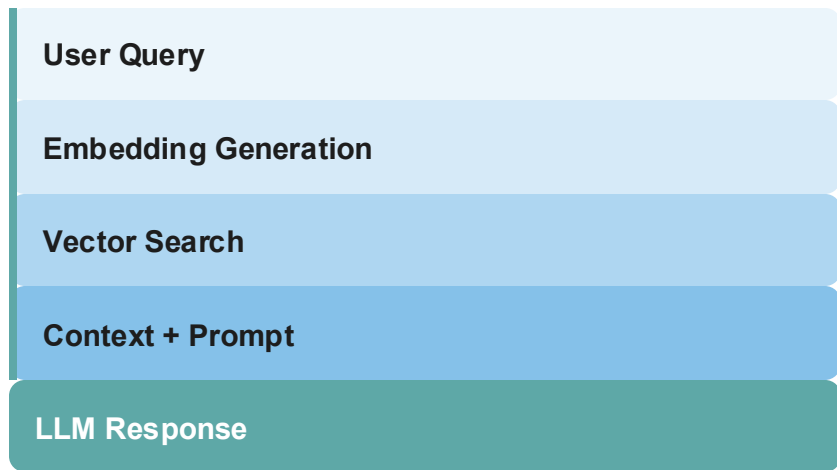 User Query
Embedding Generation
Vector Search
Context + Prompt
LLM Response